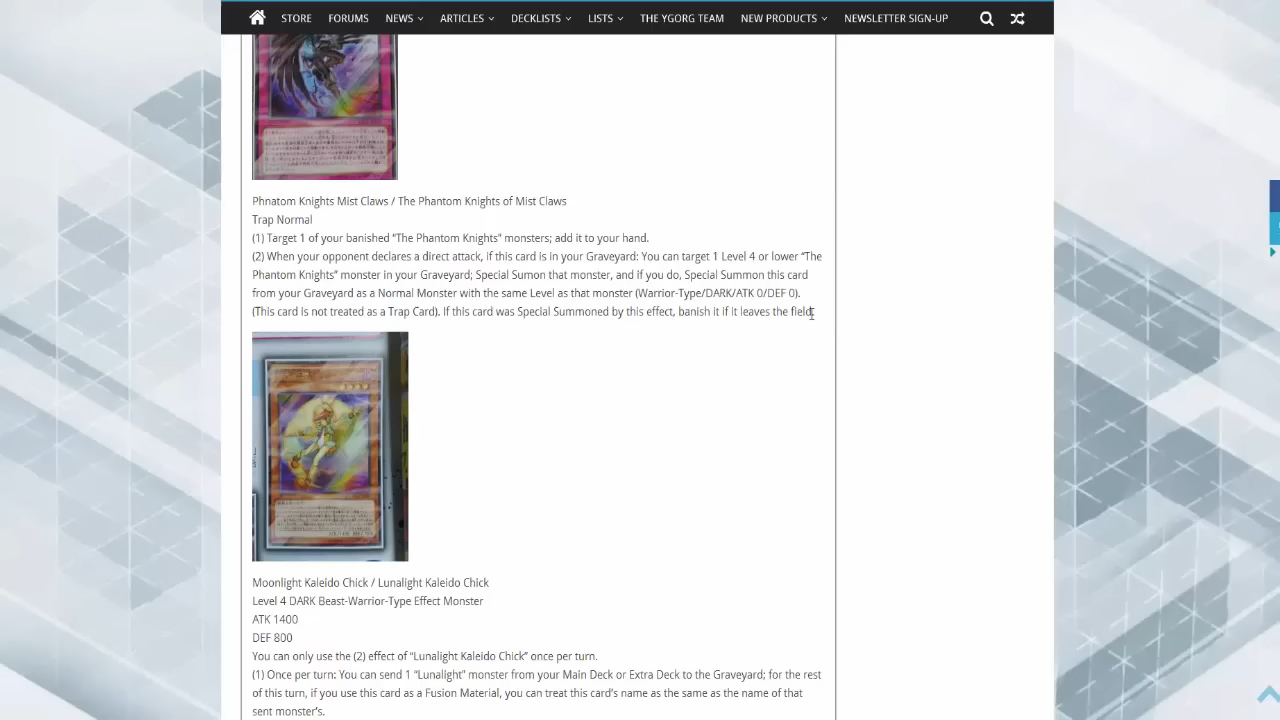 STORE FORUMS NEWS ARTICLES DECKLISTS LISTS THE YGORG TEAM NEW PRODUCTS NEWSLETTER SIGN-UP
Phnatom Knights Mist Claws / The Phantom Knights of Mist Claws
Trap Normal
(1) Target 1 of your banished “The Phantom Knights” monsters; add it to your hand.
(2) When your opponent declares a direct attack, if this card is in your Graveyard: You can target 1 Level 4 or lower “The
Phantom Knights” monster in your Graveyard; Special Sumon that monster, and if you do, Special Summon this card
from your Graveyard as a Normal Monster with the same Level as that monster (Warrior-Type/DARK/ATK 0/DEF 0).
(This card is not treated as a Trap Card). If this card was Special Summoned by this effect, banish it if it leaves the field.
Moonlight Kaleido Chick / Lunalight Kaleido Chick
Level 4 DARK Beast-Warrior-Type Effect Monster
ATK 1400
DEF 800
You can only use the (2) effect of “Lunalight Kaleido Chick” once per turn.
(1) Once per turn: You can send 1 “Lunalight” monster from your Main Deck or Extra Deck to the Graveyard; for the rest
of this turn, if you use this card as a Fusion Material, you can treat this card’s name as the same as the name of that
sent monster’s.